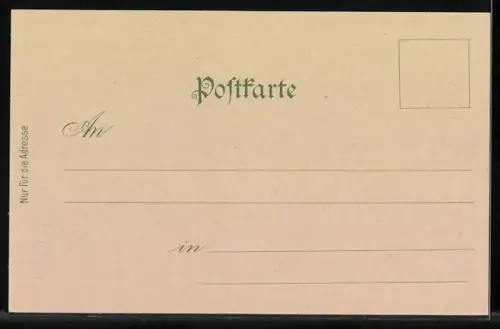 Postkarte
An
in
Nur für die Adresse